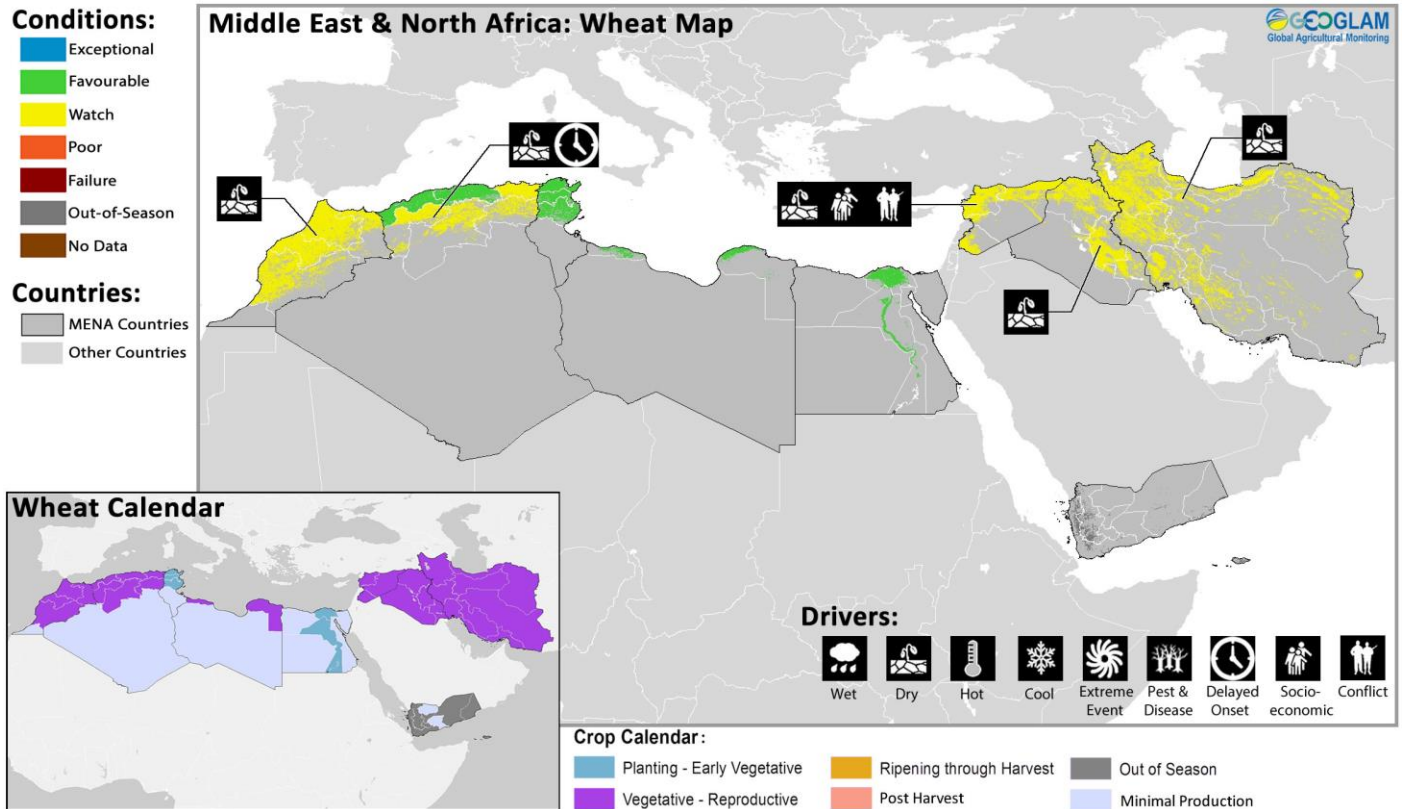 Conditions:
Exceptional
Favourable
Watch
Poor
Failure
Out-of-Season
No Data
Countries:
MENA Countries
Other Countries
Middle East & North Africa: Wheat Map
GEOGLAM
Global Agricultural Monitoring
Wheat Calendar
Drivers:
Wet
Dry
Hot
Cool
Extreme
Event
Pest &
Disease
Delayed
Onset
Socio-
economic
Conflict
Crop Calendar:
Planting - Early Vegetative
Vegetative - Reproductive
Ripening through Harvest
Post Harvest
Out of Season
Minimal Production